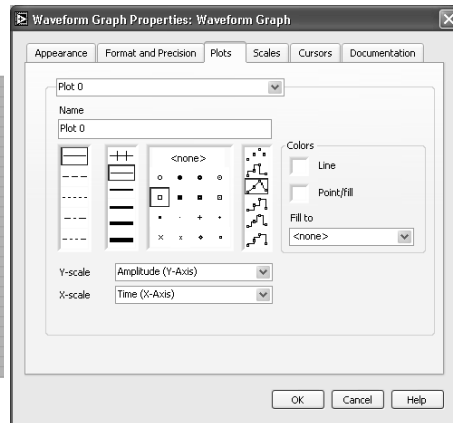 Waveform Graph Properties: Waveform Graph
Appearance Format and Precision Plots Scales Cursors Documentation
Plot 0
Name
Plot 0
<none>
Colors
Line
Point/fill
Fill to
<none>
Y-scale Amplitude (Y-Axis)
X-scale Time (X-Axis)
OK Cancel Help